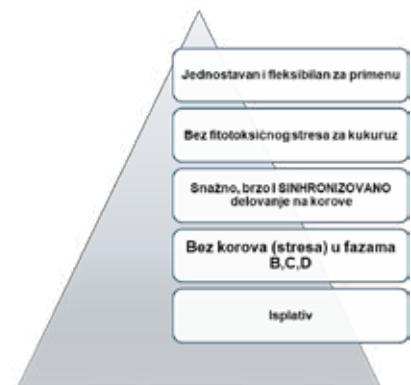 Jednostavan i fleksibilan za primenu
Bez fitotoksičnog stresa za kukuruz
Snažno, brzo I SINHRONIZOVANO
delovanje na korove
Bez korova (stresa) u fazama
B,C,D
Isplativ